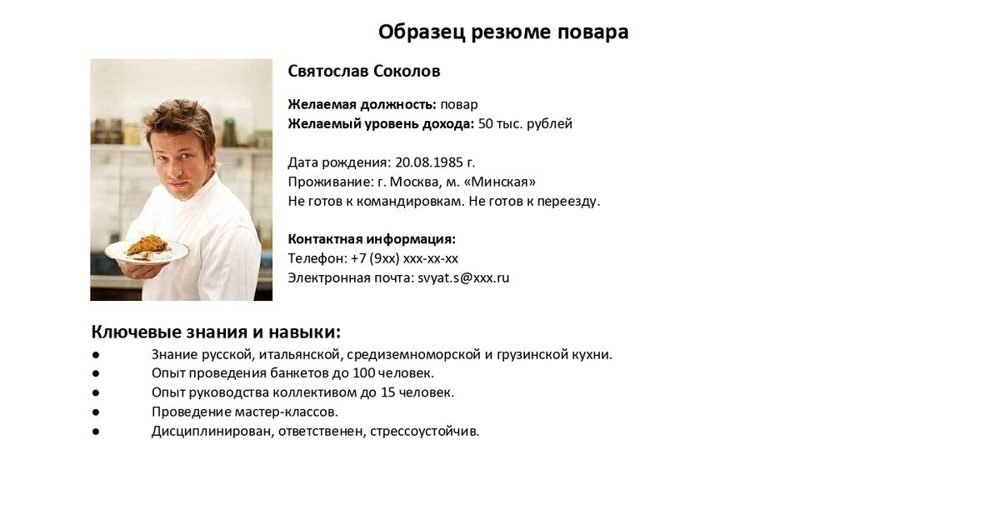 Образец резюме повара
Святослав Соколов
Желаемая должность: повар
Желаемый уровень дохода: 50 тыс. рублей
Дата рождения: 20.08.1985 г.
Проживание: г. Москва, м. «Минская»
Не готов к командировкам. Не готов к переезду.
Контактная информация:
Телефон: +7 (9хх) ххх-хх-хх
Электронная почта: svyat.s@xxx.ru
Ключевые знания и навыки:
● Знание русской, итальянской, средиземноморской и грузинской кухни.
● Опыт проведения банкетов до 100 человек.
● Опыт руководства коллективом до 15 человек.
● Проведение мастер-классов.
● Дисциплинирован, ответственен, стрессоустойчив.